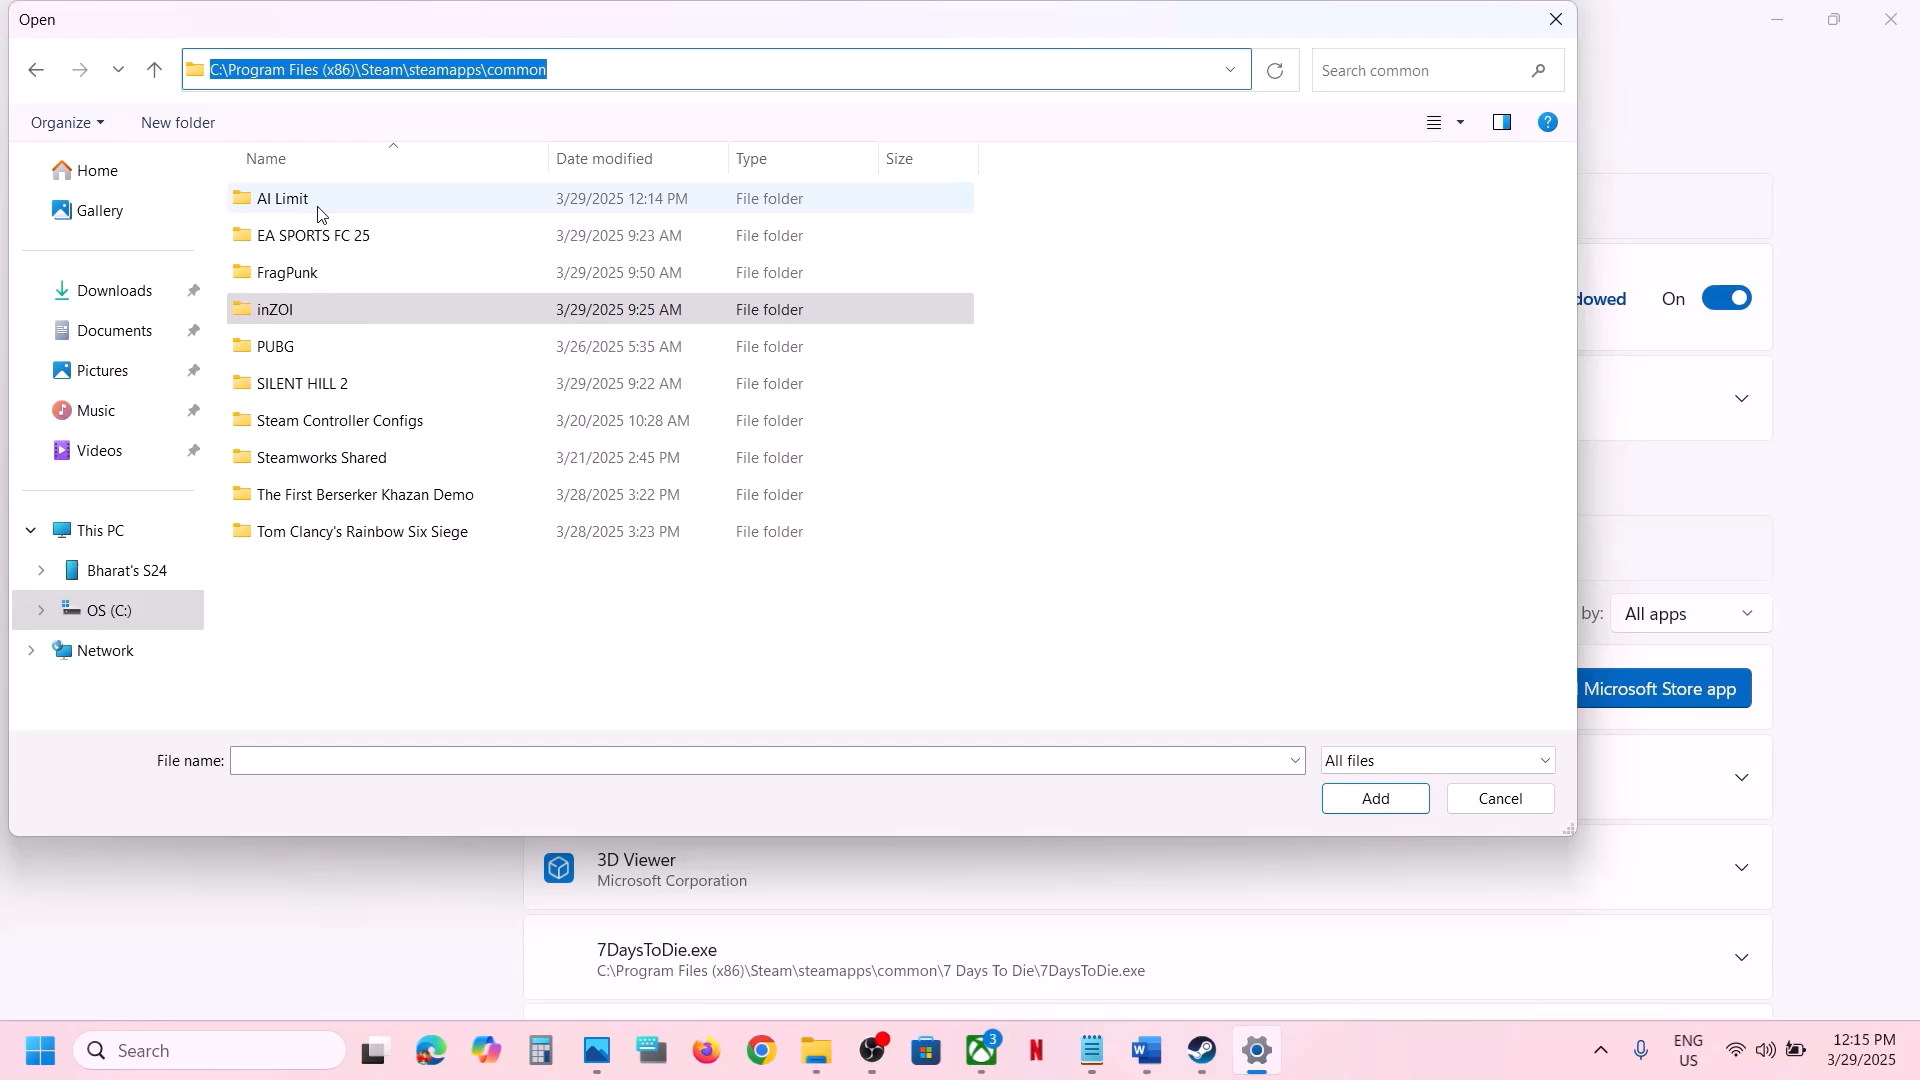 Open
C:\Program Files (x86)\Steam\steamapps\common
Search common
Organize
New folder
Name
Date modified
Type
Size
Home
Gallery
Downloads
Documents
Pictures
Music
Videos
This PC
Bharat's S24
OS (C:)
Network
AI Limit 3/29/2025 12:14 PM File folder
EA SPORTS FC 25 3/29/2025 9:23 AM File folder
FragPunk 3/29/2025 9:50 AM File folder
inZOI 3/29/2025 9:25 AM File folder
PUBG 3/26/2025 5:35 AM File folder
SILENT HILL 2 3/29/2025 9:22 AM File folder
Steam Controller Configs 3/20/2025 10:28 AM File folder
Steamworks Shared 3/21/2025 2:45 PM File folder
The First Berserker Khazan Demo 3/28/2025 3:22 PM File folder
Tom Clancy's Rainbow Six Siege 3/28/2025 3:23 PM File folder
File name:
All files
Add
Cancel
dowed On
by: All apps
Microsoft Store app
3D Viewer
Microsoft Corporation
7DaysToDie.exe
C:\Program Files (x86)\Steam\steamapps\common\7 Days To Die\7DaysToDie.exe
Search
3
ENG
US
12:15 PM
3/29/2025